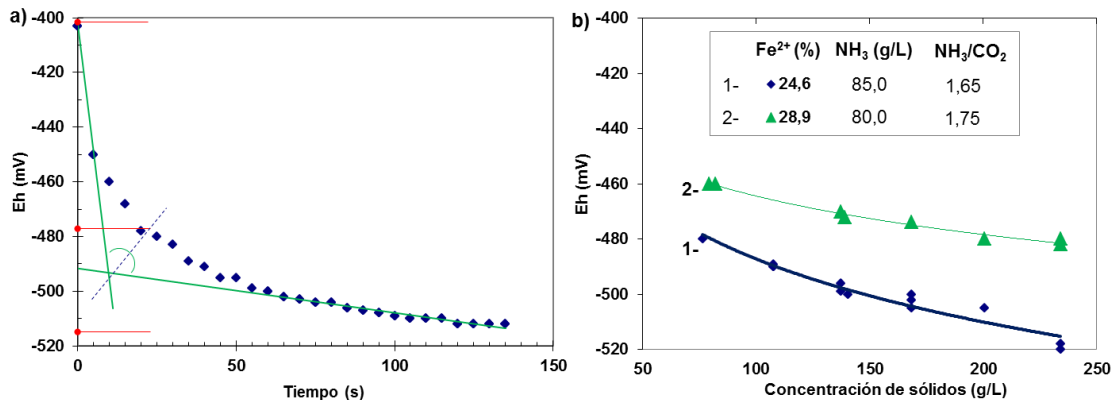 a)
-400
-420
-440
-460
-480
-500
-520
Eh (mV)
0
50
100
150
Tiempo (s)
b)
-400
-420
-440
-460
-480
-500
-520
Eh (mV)
Fe²⁺ (%) NH₃ (g/L) NH₃/CO₂
1- 24,6 85,0 1,65
2- 28,9 80,0 1,75
2-
1-
50
100
150
200
250
Concentración de sólidos (g/L)